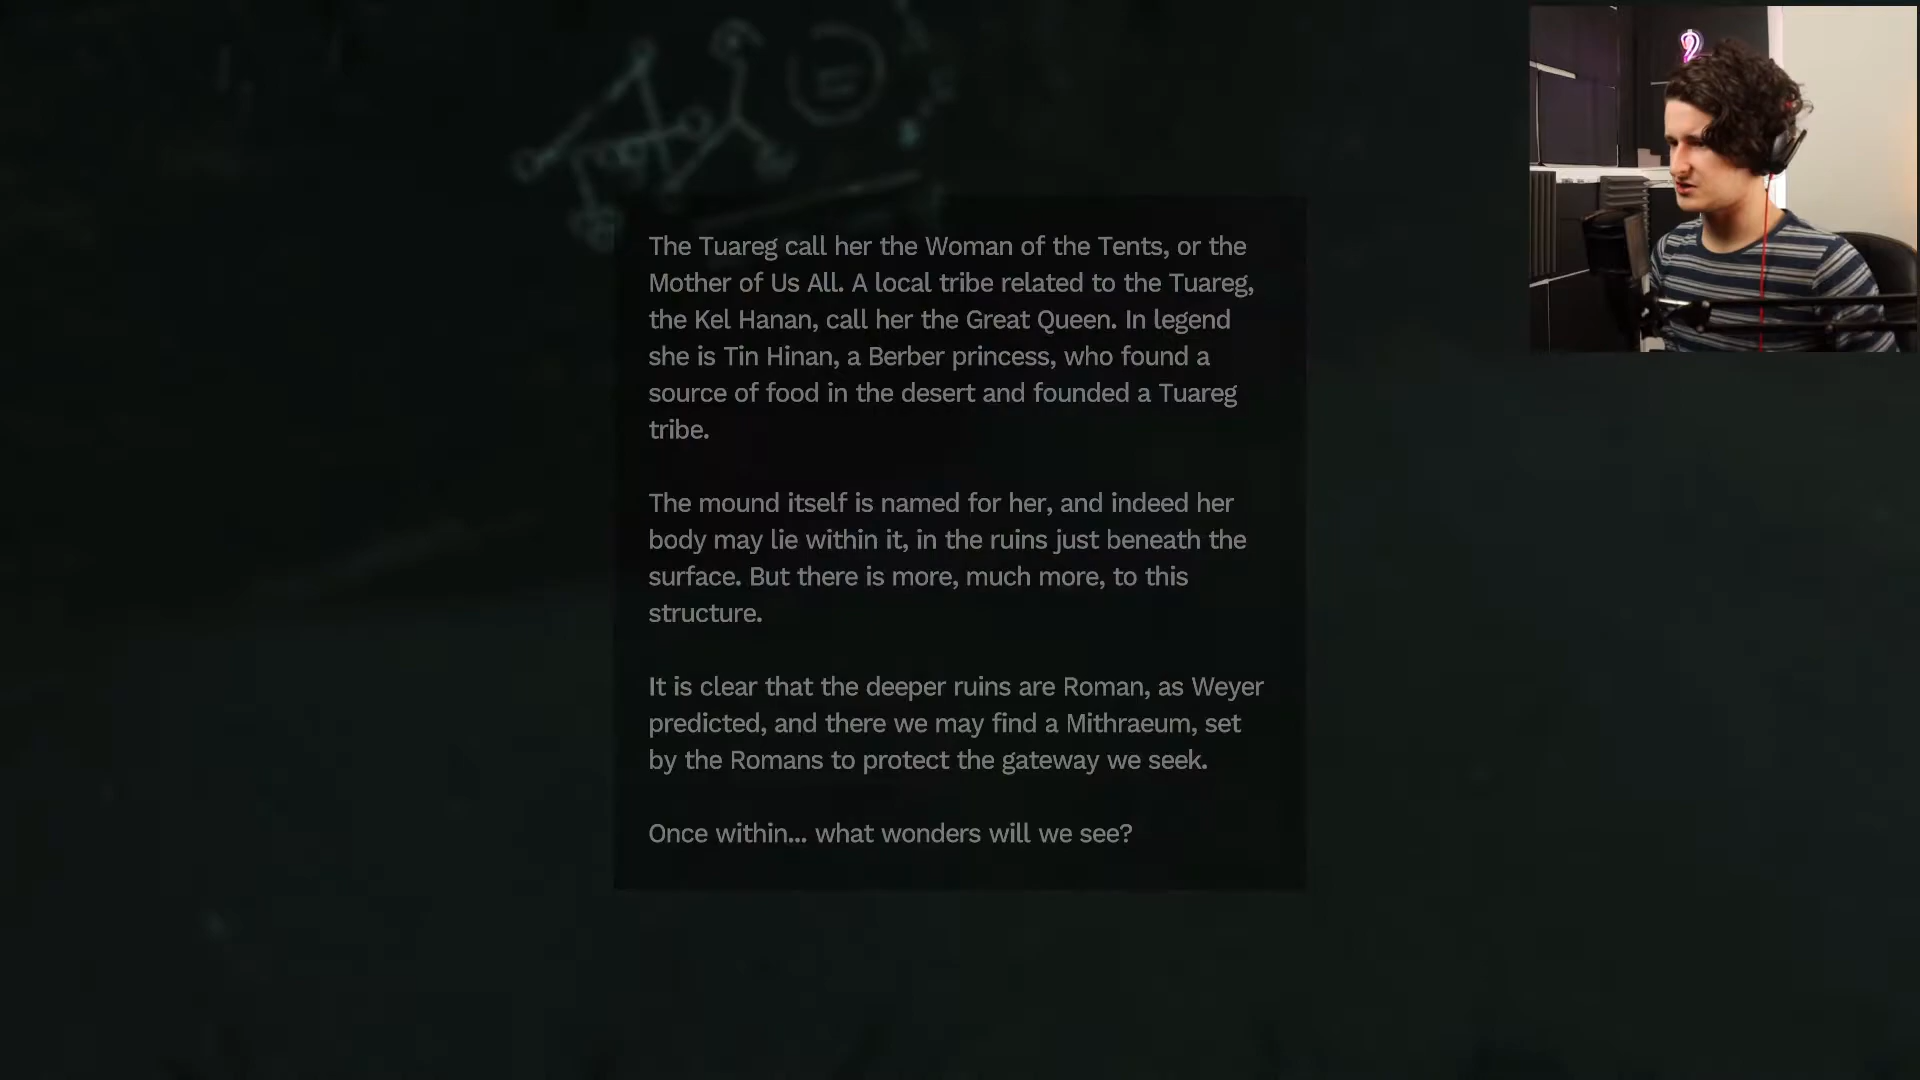 The Tuareg call her the Woman of the Tents, or the
Mother of Us All. A local tribe related to the Tuareg,
the Kel Hanan, call her the Great Queen. In legend
she is Tin Hinan, a Berber princess, who found a
source of food in the desert and founded a Tuareg
tribe.
The mound itself is named for her, and indeed her
body may lie within it, in the ruins just beneath the
surface. But there is more, much more, to this
structure.
It is clear that the deeper ruins are Roman, as Weyer
predicted, and there we may find a Mithraeum, set
by the Romans to protect the gateway we seek.
Once within... what wonders will we see?